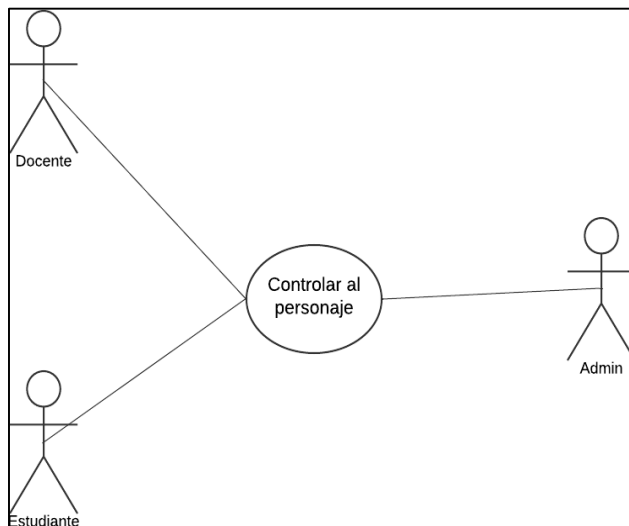 Docente
Controlar al
personaje
Admin
Estudiante